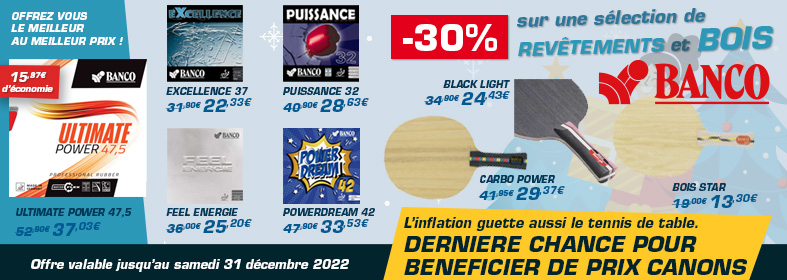 OFFREZ VOUS
LE MEILLEUR
AU MEILLEUR PRIX !
15,87€
d'économie
BANCO
ULTIMATE
POWER 47,5
PROFESSIONAL RUBBER
ULTIMATE POWER 47,5
52,90€ 37,03€
EXCELLENCE
EXCELLENCE 37
31,90€ 22,33€
PUISSANCE
32
PUISSANCE 32
40,90€ 28,63€
BANCO
FEEL
ENERGIE
FEEL ENERGIE
36,00€ 25,20€
BANCO
POWER
DREAM
42
POWERDREAM 42
47,90€ 33,53€
-30%
sur une sélection de
REVÊTEMENTS et BOIS
BANCO
BLACK LIGHT
34,90€ 24,43€
CARBO POWER
41,95€ 29,37€
BOIS STAR
19,00€ 13,30€
L'inflation guette aussi le tennis de table.
DERNIERE CHANCE POUR
BENEFICIER DE PRIX CANONS
Offre valable jusqu'au samedi 31 décembre 2022